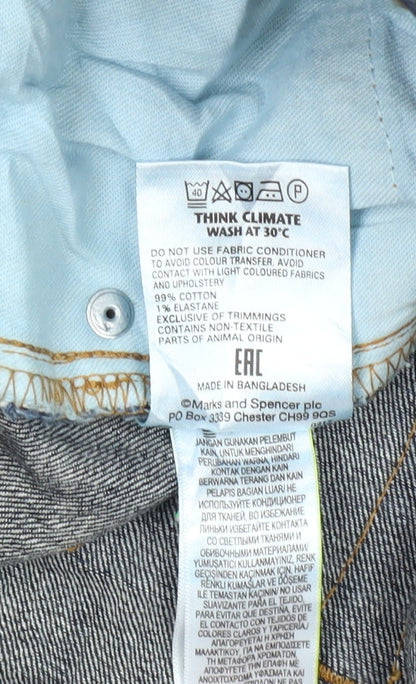 40 P
THINK CLIMATE
WASH AT 30°C
DO NOT USE FABRIC CONDITIONER
TO AVOID COLOUR TRANSFER. AVOID
CONTACT WITH LIGHT COLOURED FABRICS
AND UPHOLSTERY
99% COTTON
1% ELASTANE
EXCLUSIVE OF TRIMMINGS
CONTAINS NON-TEXTILE
PARTS OF ANIMAL ORIGIN
EAC
MADE IN BANGLADESH
©Marks and Spencer plc
PO Box 3339 Chester CH99 9QS
JANGAN GUNAKAN PELEMBUT
KAIN, UNTUK MENGHINDARI
PERUBAHAN WARNA, HINDARI
KONTAK DENGAN KAIN
BERWARNA TERANG DAN KAIN
PELAPIS BAGIAN LUAR/ НЕ
ИСПОЛЬЗУЙТЕ КОНДИЦИОНЕР
ДЛЯ ТКАНЕЙ, ВО ИЗБЕЖАНИЕ
ЛИНЬКИ ИЗБЕГАЙТЕ КОНТАКТА
СО СВЕТЛЫМИ ТКАНЯМИ И
ОБИВОЧНЫМИ МАТЕРИАЛАМИ/
YUMUŞATICI KULLANMAYINIZ, RENK
GEÇİŞİNDEN KAÇINMAK İÇİN, HAFİF
RENKLİ KUMAŞLAR VE DÖŞEME
İLE TEMASTAN KAÇININ/ NO USAR
SUAVIZANTE PARA EL TEJIDO,
PARA EVITAR QUE DESTIÑA, EVITE
EL CONTACTO CON TEJIDOS DE
COLORES CLAROS Y TAPICERÍA/
ΑΠΑΓΟΡΕΥΕΤΑΙ Η ΧΡΗΣΗ
ΜΑΛΑΚΤΙΚΟΥ, ΓΙΑ ΝΑ ΕΜΠΟΔΙΣΕΤΕ
ΤΗ ΜΕΤΑΦΟΡΑ ΧΡΩΜΑΤΟΣ,
ΑΠΟΦΥΓΕΤΕ ΤΗΝ ΕΠΑΦΗ ΜΕ
ΑΝΟΙΧΤΟΧΡΩΜΑ ΥΦΑΣΜΑΤΑ ΚΑΙ